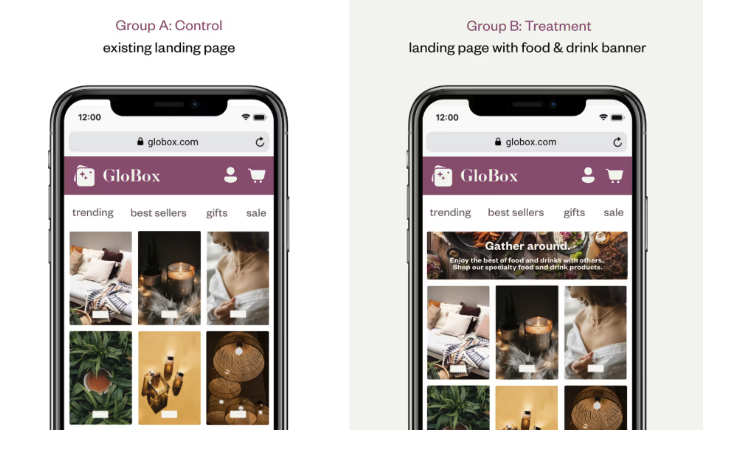 Group A: Control
existing landing page
12:00
globox.com
GloBox
trending best sellers gifts sale
Group B: Treatment
landing page with food & drink banner
12:00
globox.com
GloBox
trending best sellers gifts sale
Gather around.
Enjoy the best of food and drinks with others.
Shop our specialty food and drink products.